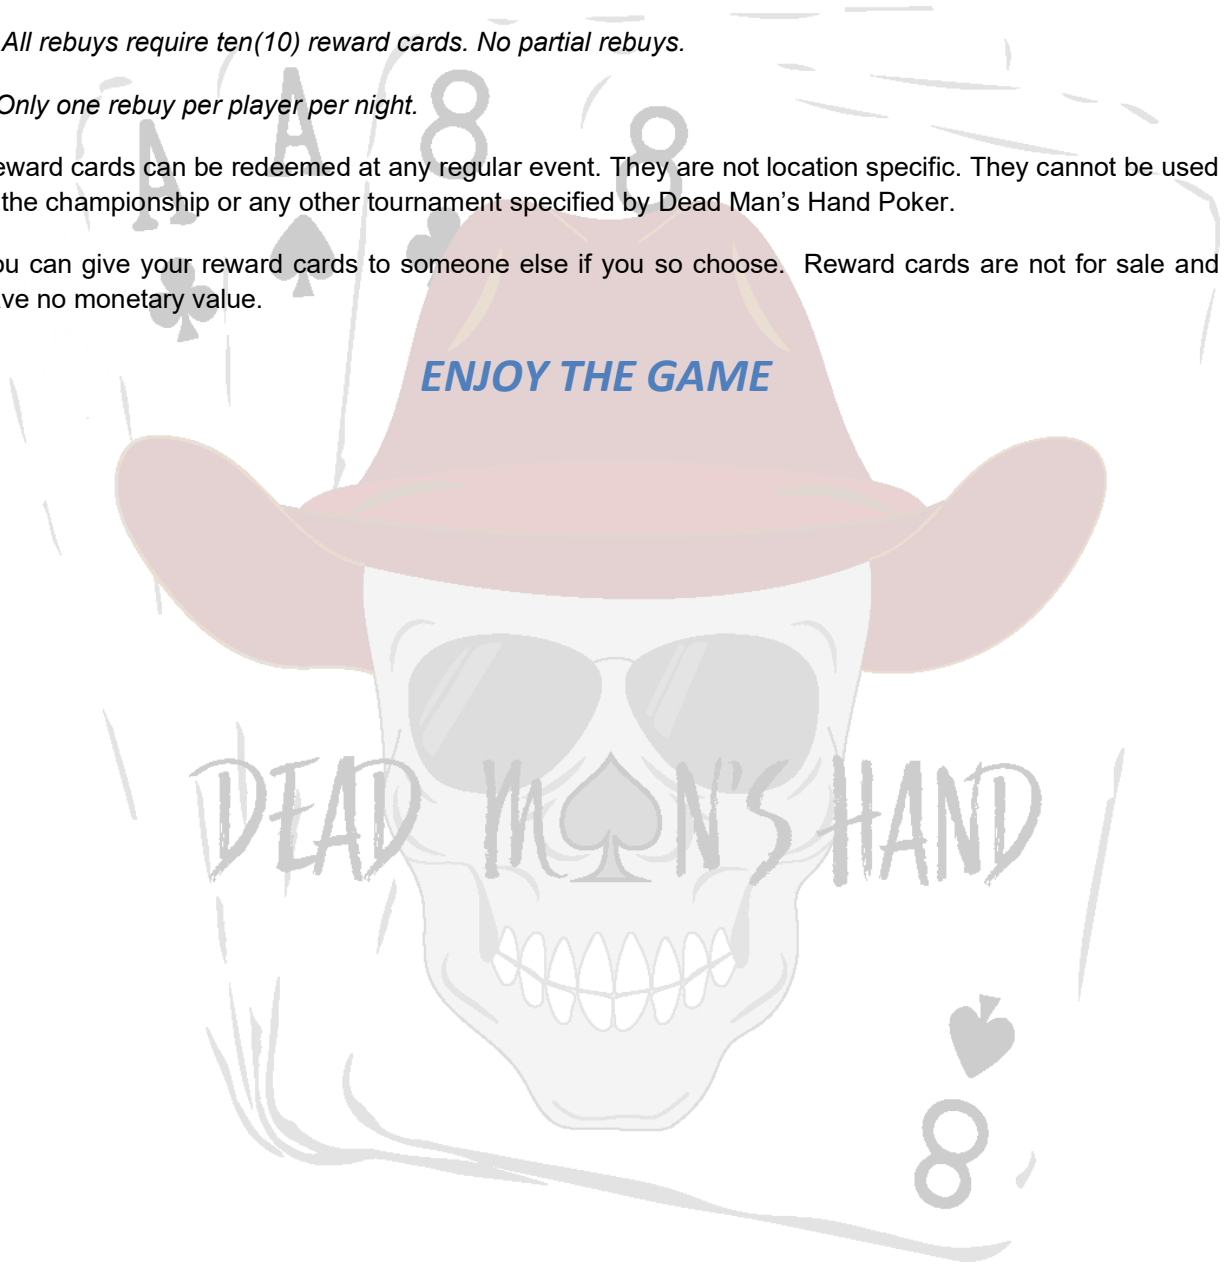 All rebuys require ten(10) reward cards. No partial rebuys.
Only one rebuy per player per night.
eward cards can be redeemed at any regular event. They are not location specific. They cannot be used
the championship or any other tournament specified by Dead Man’s Hand Poker.
ou can give your reward cards to someone else if you so choose. Reward cards are not for sale and
ve no monetary value.
A A 8 8
ENJOY THE GAME
DEAD MAN'S HAND
8